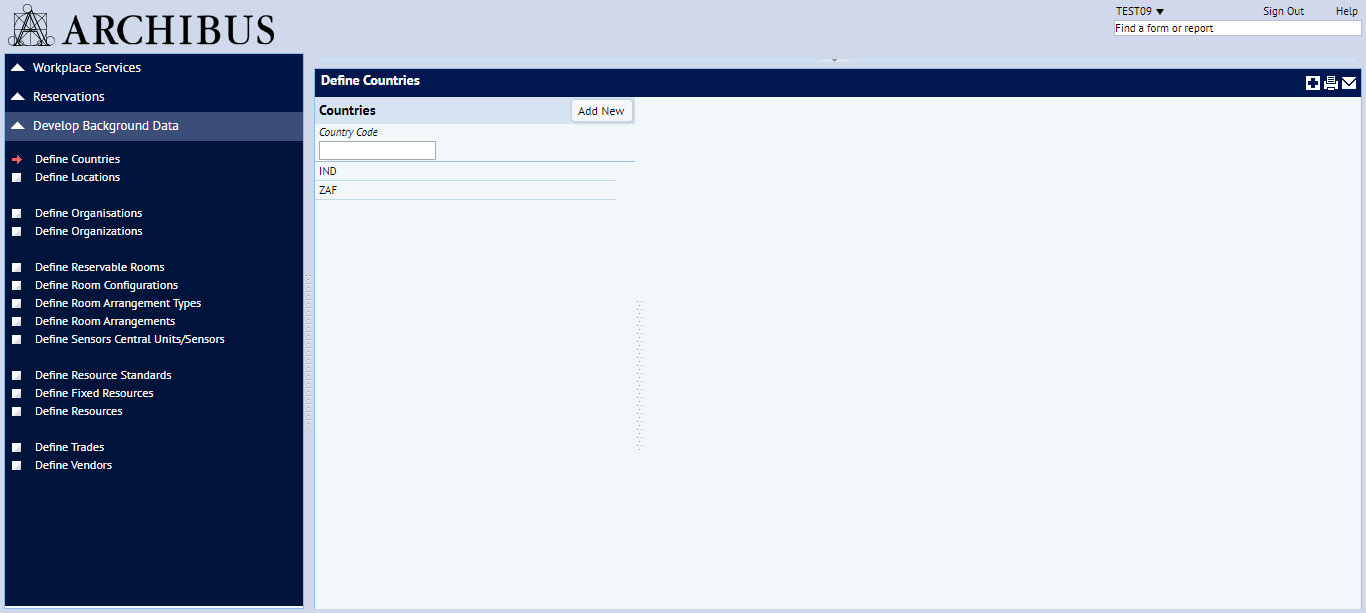 ARCHIBUS
TEST09
Sign Out
Help
Find a form or report
Workplace Services
Reservations
Develop Background Data
Define Countries
Define Locations
Define Organisations
Define Organizations
Define Reservable Rooms
Define Room Configurations
Define Room Arrangement Types
Define Room Arrangements
Define Sensors Central Units/Sensors
Define Resource Standards
Define Fixed Resources
Define Resources
Define Trades
Define Vendors
Define Countries
Countries
Add New
Country Code
IND
ZAF